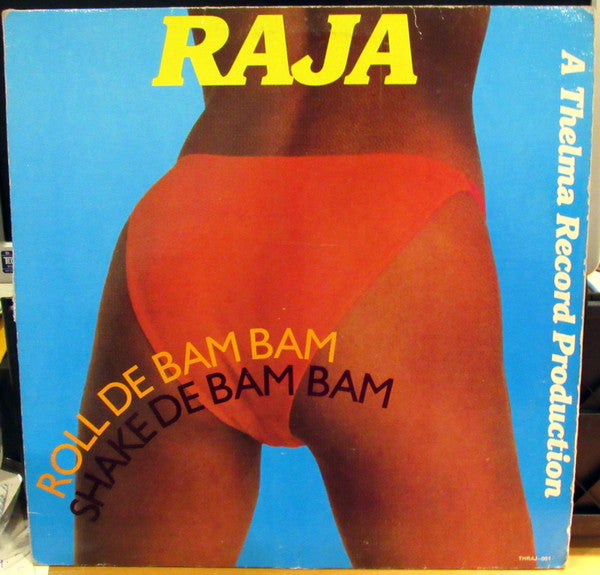 RAJA
A Thelma Record Production
ROLL DE BAM BAM
SHAKE DE BAM BAM
THRAJ-001